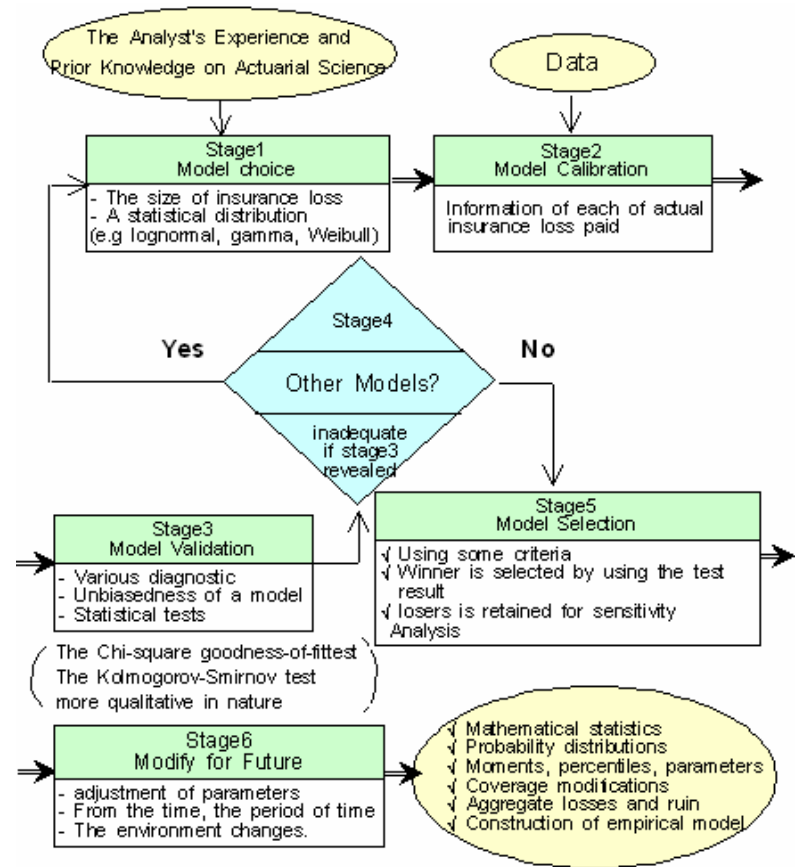 The Analyst's Experience and
Prior Knowledge on Actuarial Science
Data
Stage1
Model choice
- The size of insurance loss
- A statistical distribution
(e.g lognormal, gamma, Weibull)
Stage2
Model Calibration
Information of each of actual
insurance loss paid
Stage4
Yes
No
Other Models?
inadequate
if stage3
revealed
Stage3
Model Validation
- Various diagnostic
- Unbiasedness of a model
- Statistical tests
The Chi-square goodness-of-fittest
The Kolmogorov-Smirnov test
more qualitative in nature
Stage5
Model Selection
√ Using some criteria
√ Winner is selected by using the test
result
√ losers is retained for sensitivity
Analysis
Stage6
Modify for Future
- adjustment of parameters
- From the time, the period of time
- The environment changes.
√ Mathematical statistics
√ Probability distributions
√ Moments, percentiles, parameters
√ Coverage modifications
√ Aggregate losses and ruin
√ Construction of empirical model